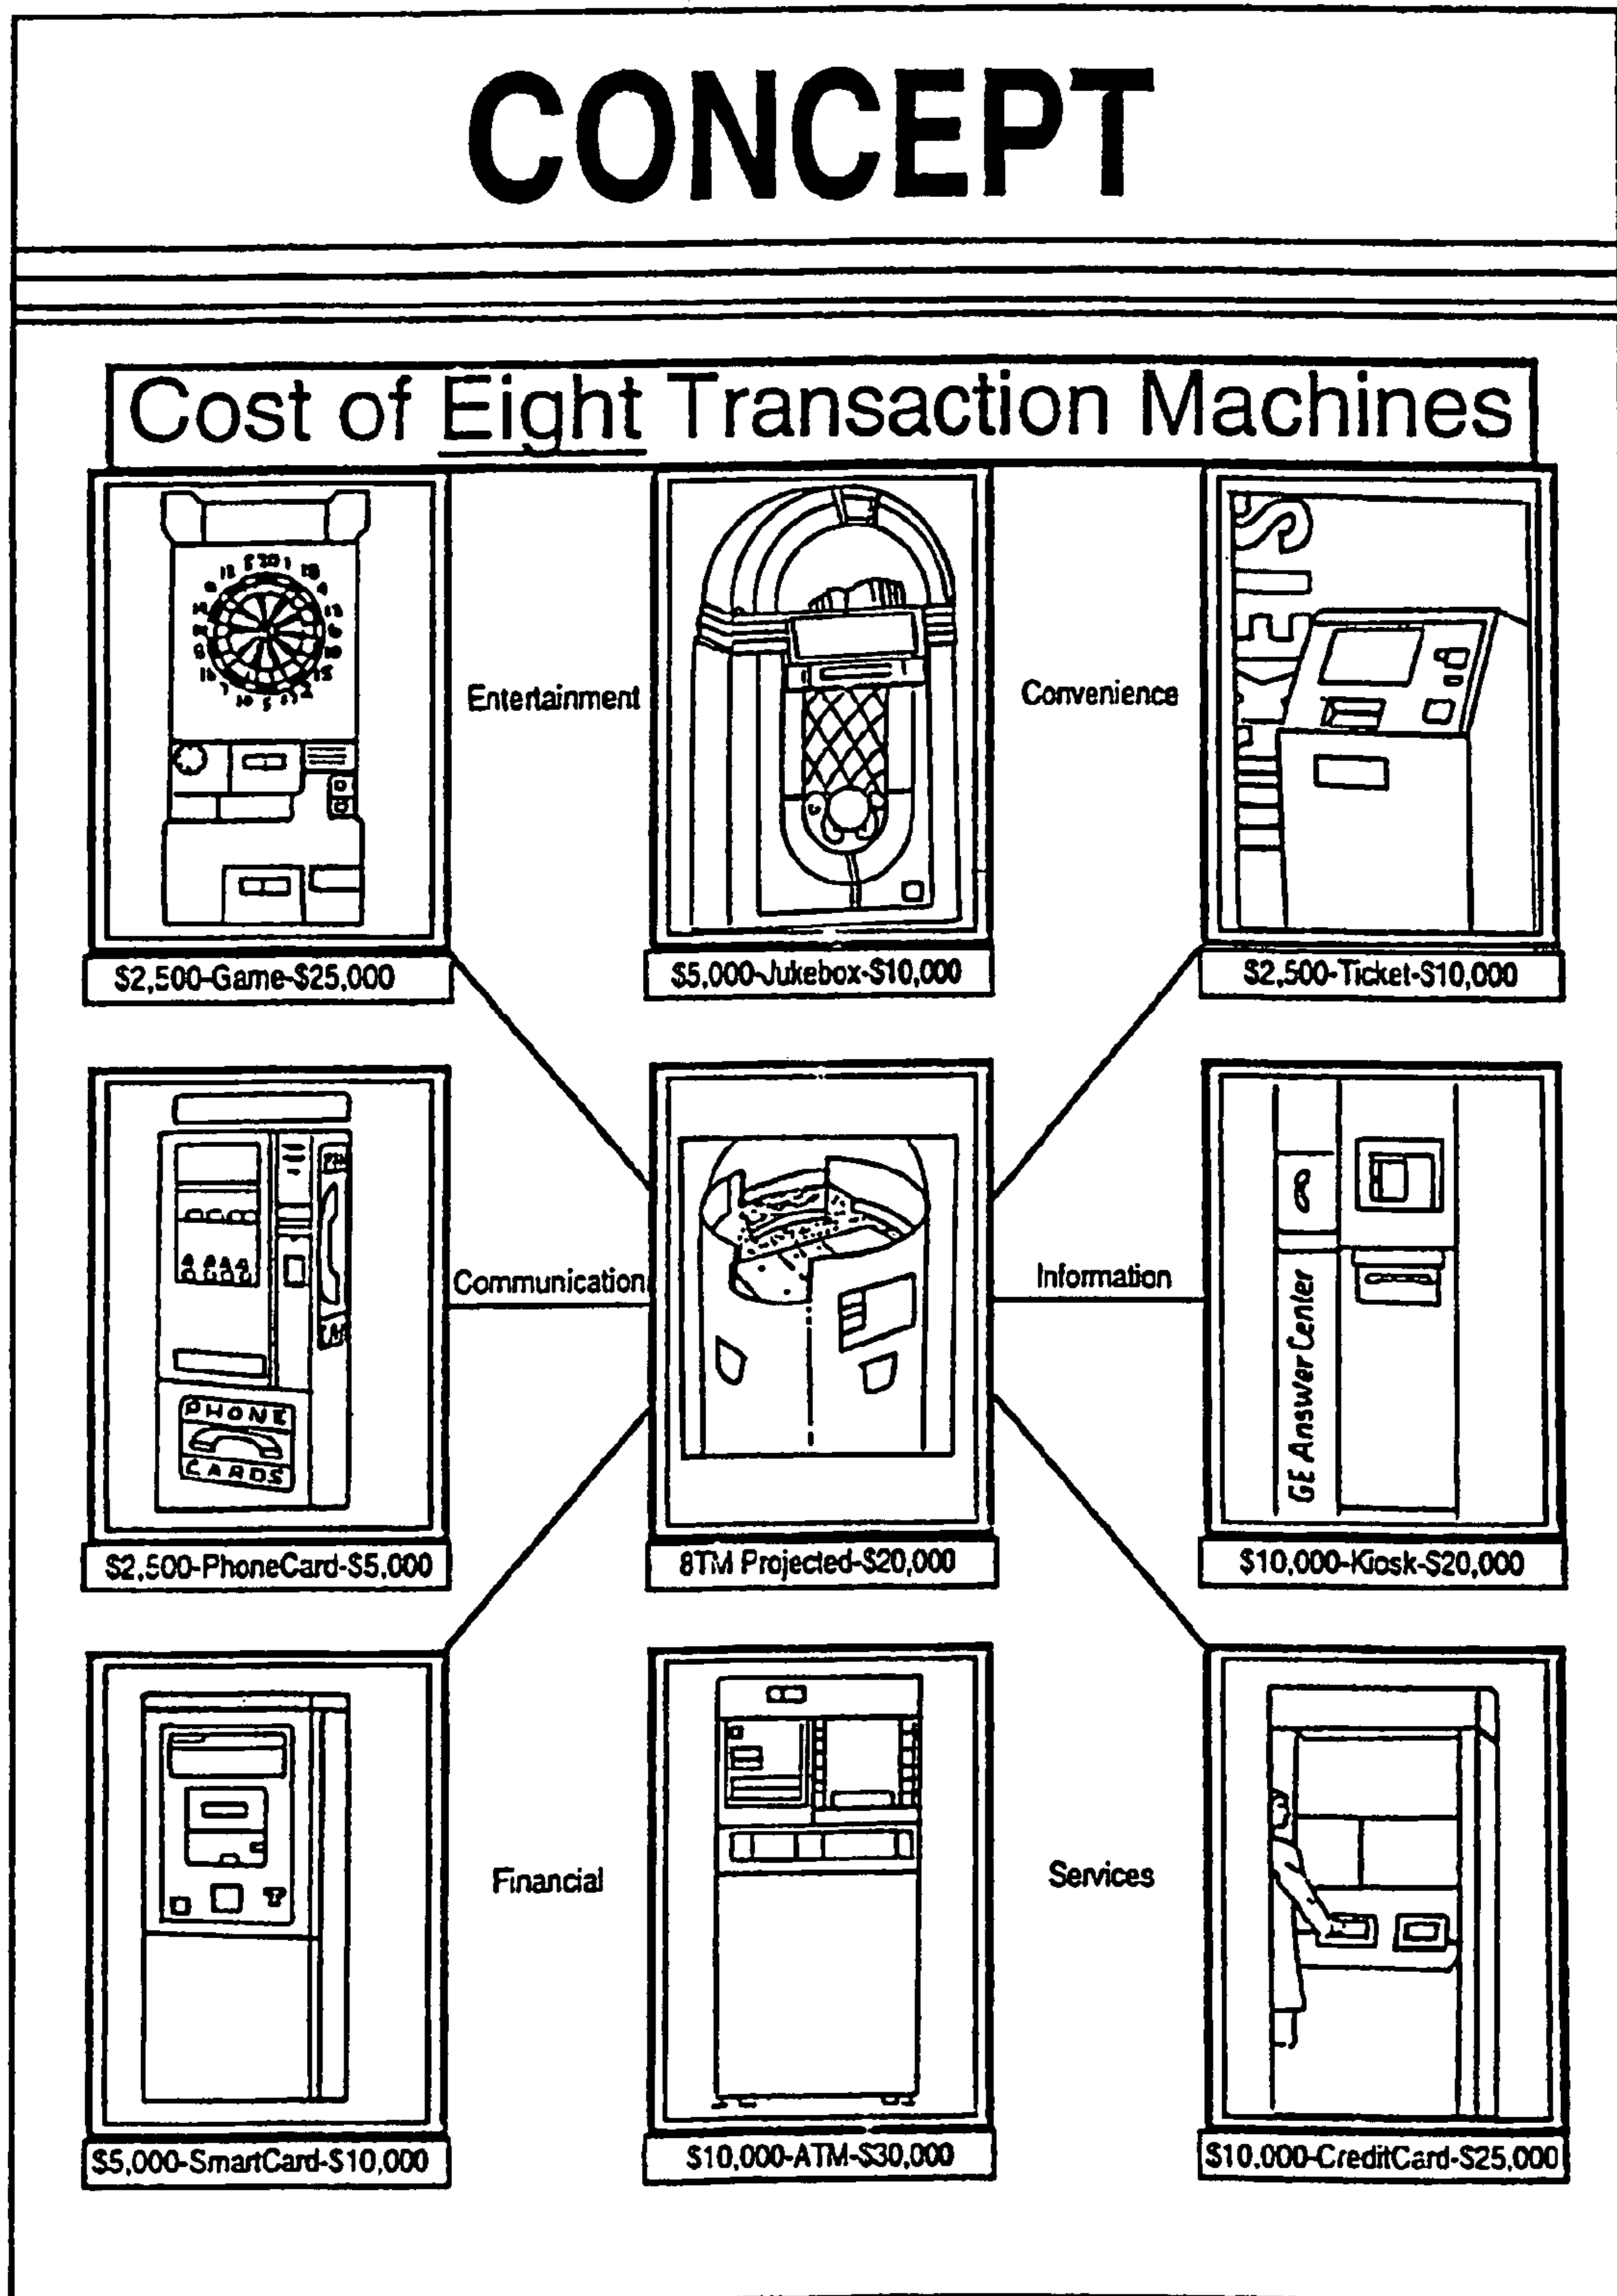 CONCEPT
Cost of Eight Transaction Machines
Entertainment
Convenience
$2,500-Game-$25,000
$5,000-Jukebox-$10,000
$2,500-Ticket-$10,000
PHONE
CARDS
Communication
Information
GE Answer Center
$2,500-PhoneCard-$5,000
8TM Projected-$20,000
$10,000-Kiosk-$20,000
Financial
Services
$5,000-SmartCard-$10,000
$10,000-ATM-$30,000
$10,000-CreditCard-$25,000